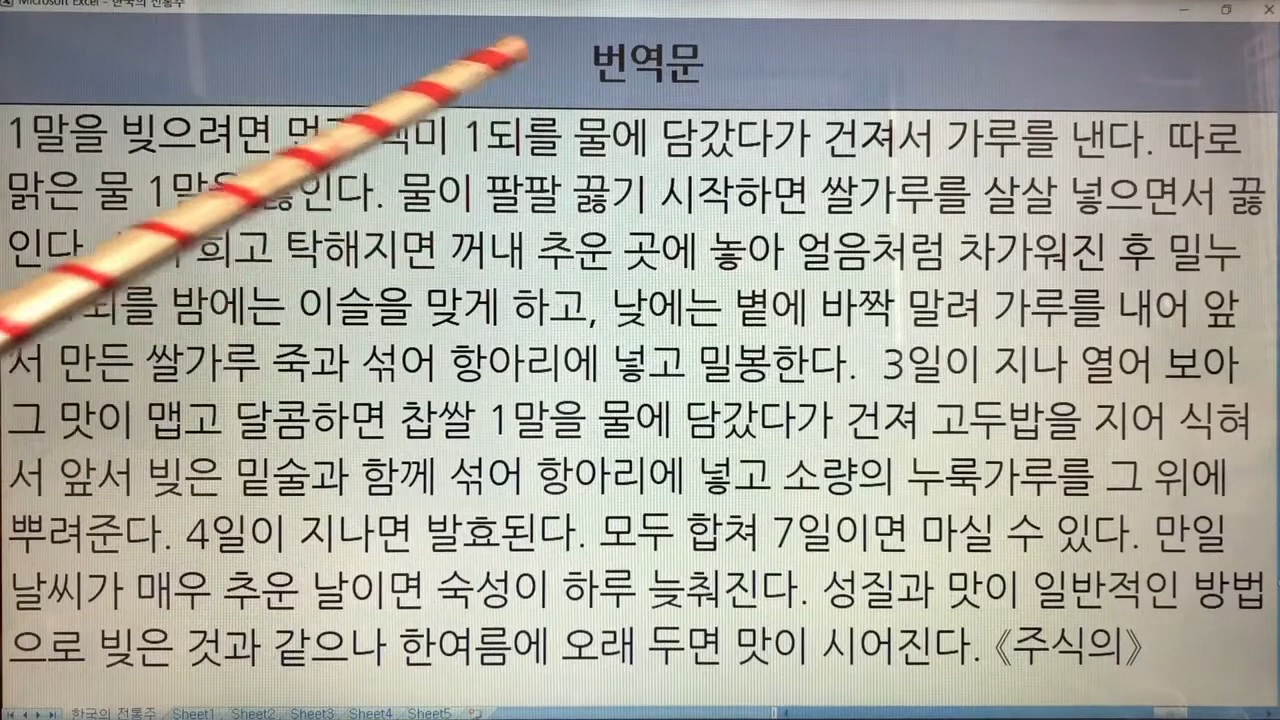 Microsoft Excel - 한국의 전통주
번역문
1말을 빚으려면 1되를 물에 담갔다가 건져서 가루를 낸다. 따로
맑은 물 물이 팔팔 끓기 시작하면 쌀가루를 살살 넣으면서 끓
인다. 희고 탁해지면 꺼내 추운 곳에 놓아 얼음처럼 차가워진 후 밀누
되를 밤에는 이슬을 맞게 하고, 낮에는 볕에 바짝 말려 가루를 내어 앞
서 만든 쌀가루 죽과 섞어 항아리에 넣고 밀봉한다. 3일이 지나 열어 보아
그 맛이 맵고 달콤하면 찹쌀 1말을 물에 담갔다가 건져 고두밥을 지어 식혀
서 앞서 빚은 밑술과 함께 섞어 항아리에 넣고 소량의 누룩가루를 그 위에
뿌려준다. 4일이 지나면 발효된다. 모두 합쳐 7일이면 마실 수 있다. 만일
날씨가 매우 추운 날이면 숙성이 하루 늦춰진다. 성질과 맛이 일반적인 방법
으로 빚은 것과 같으나 한여름에 오래 두면 맛이 시어진다. 《주식의》
한국의 전통주 Sheet1 Sheet2 Sheet3 Sheet4 Sheet5